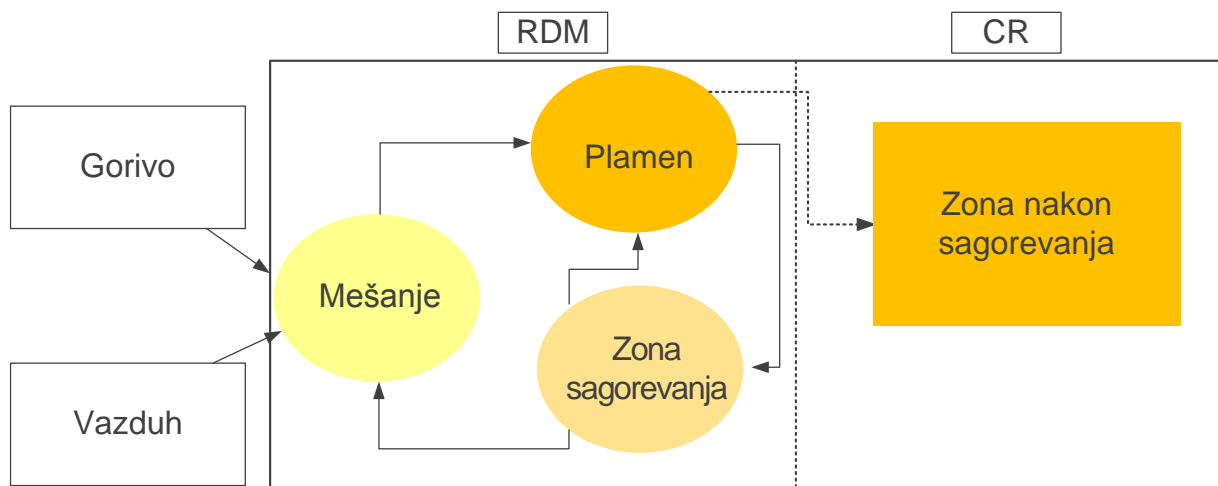 RDM
CR
Gorivo
Plamen
Zona nakon
sagorevanja
Mešanje
Zona
sagorevanja
Vazduh